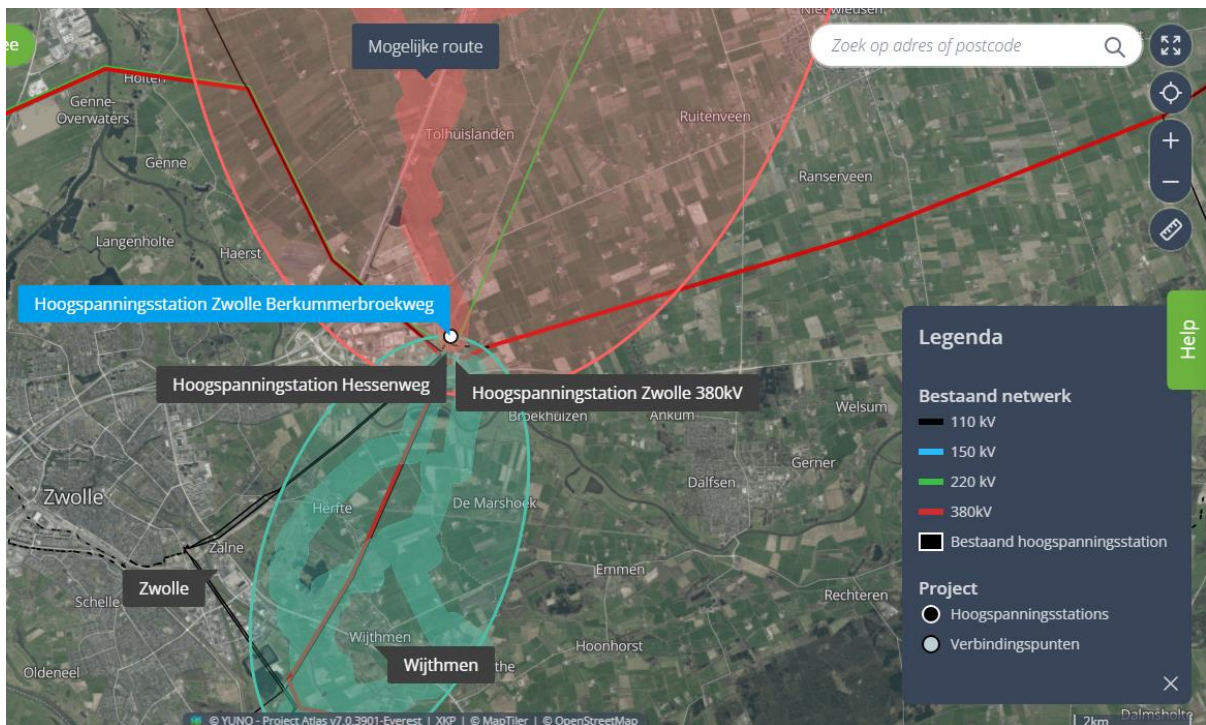 ee
Mogelijke route
Zoek op adres of postcode
Nieuwleusen
Holten
Genne-
Overwaters
Tolhuislanden
Ruitenveen
Genne
Ranserveen
Langenholte
Haerst
Hoogspanningsstation Zwolle Berkummerbroekweg
Hoogspanningstation Hessenweg
Hoogspanningstation Zwolle 380kV
Broekhuizen
Ankum
Welsum
Gerner
Dalfsen
Zwolle
Herfte
De Marshoek
Zalne
Emmen
Zwolle
Schelle
Rechteren
Wijthmen
Hoonhorst
Wijthmen
the
Oldeneel
Legenda
Bestaand netwerk
110 kV
150 kV
220 kV
380kV
Bestaand hoogspanningsstation
Project
Hoogspanningsstations
Verbindingspunten
Help
© YUNO - Project Atlas v7.0.3901-Everest | XKP | © MapTiler | © OpenStreetMap
2km
Dalmsholte